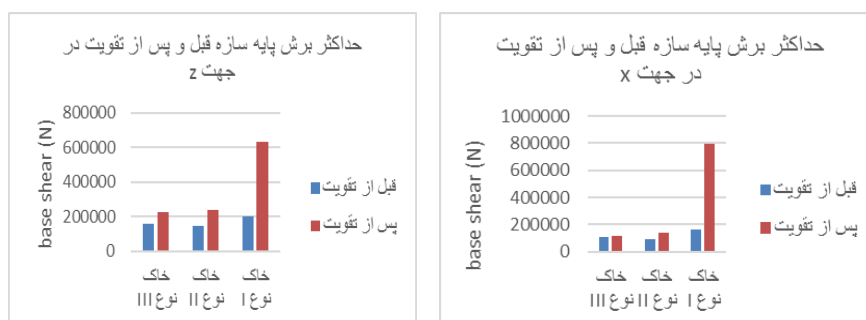 حداکثر برش پایه سازه قبل و پس از تقویت
در جهت x
base shear (N)
1000000
800000
600000
400000
200000
0
خاک
نوع I
خاک
نوع II
خاک
نوع III
قبل از تقویت
پس از تقویت
حداکثر برش پایه سازه قبل و پس از تقویت در
جهت z
base shear (N)
800000
600000
400000
200000
0
خاک
نوع I
خاک
نوع II
خاک
نوع III
قبل از تقویت
پس از تقویت